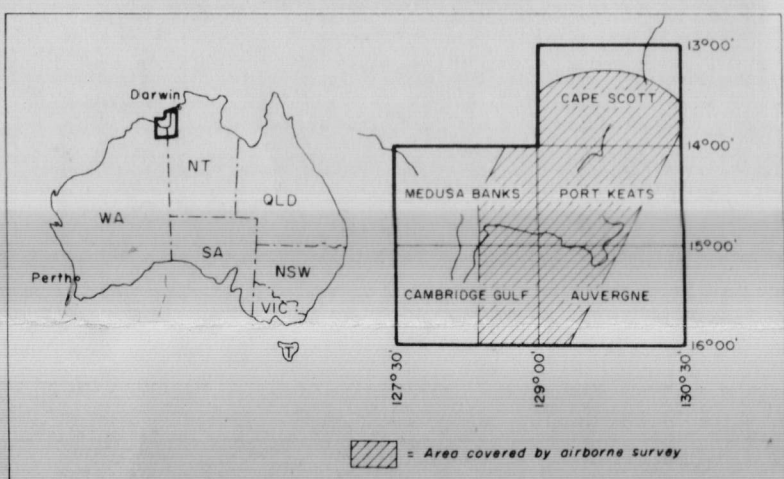 Darwin
NT
WA
QLD
SA
NSW
VIC
T
Perth
13°00'
CAPE SCOTT
14°00'
MEDUSA BANKS
PORT KEATS
15°00'
CAMBRIDGE GULF
AUVERGNE
16°00'
127°30'
129°00'
130°30'
= Area covered by airborne survey